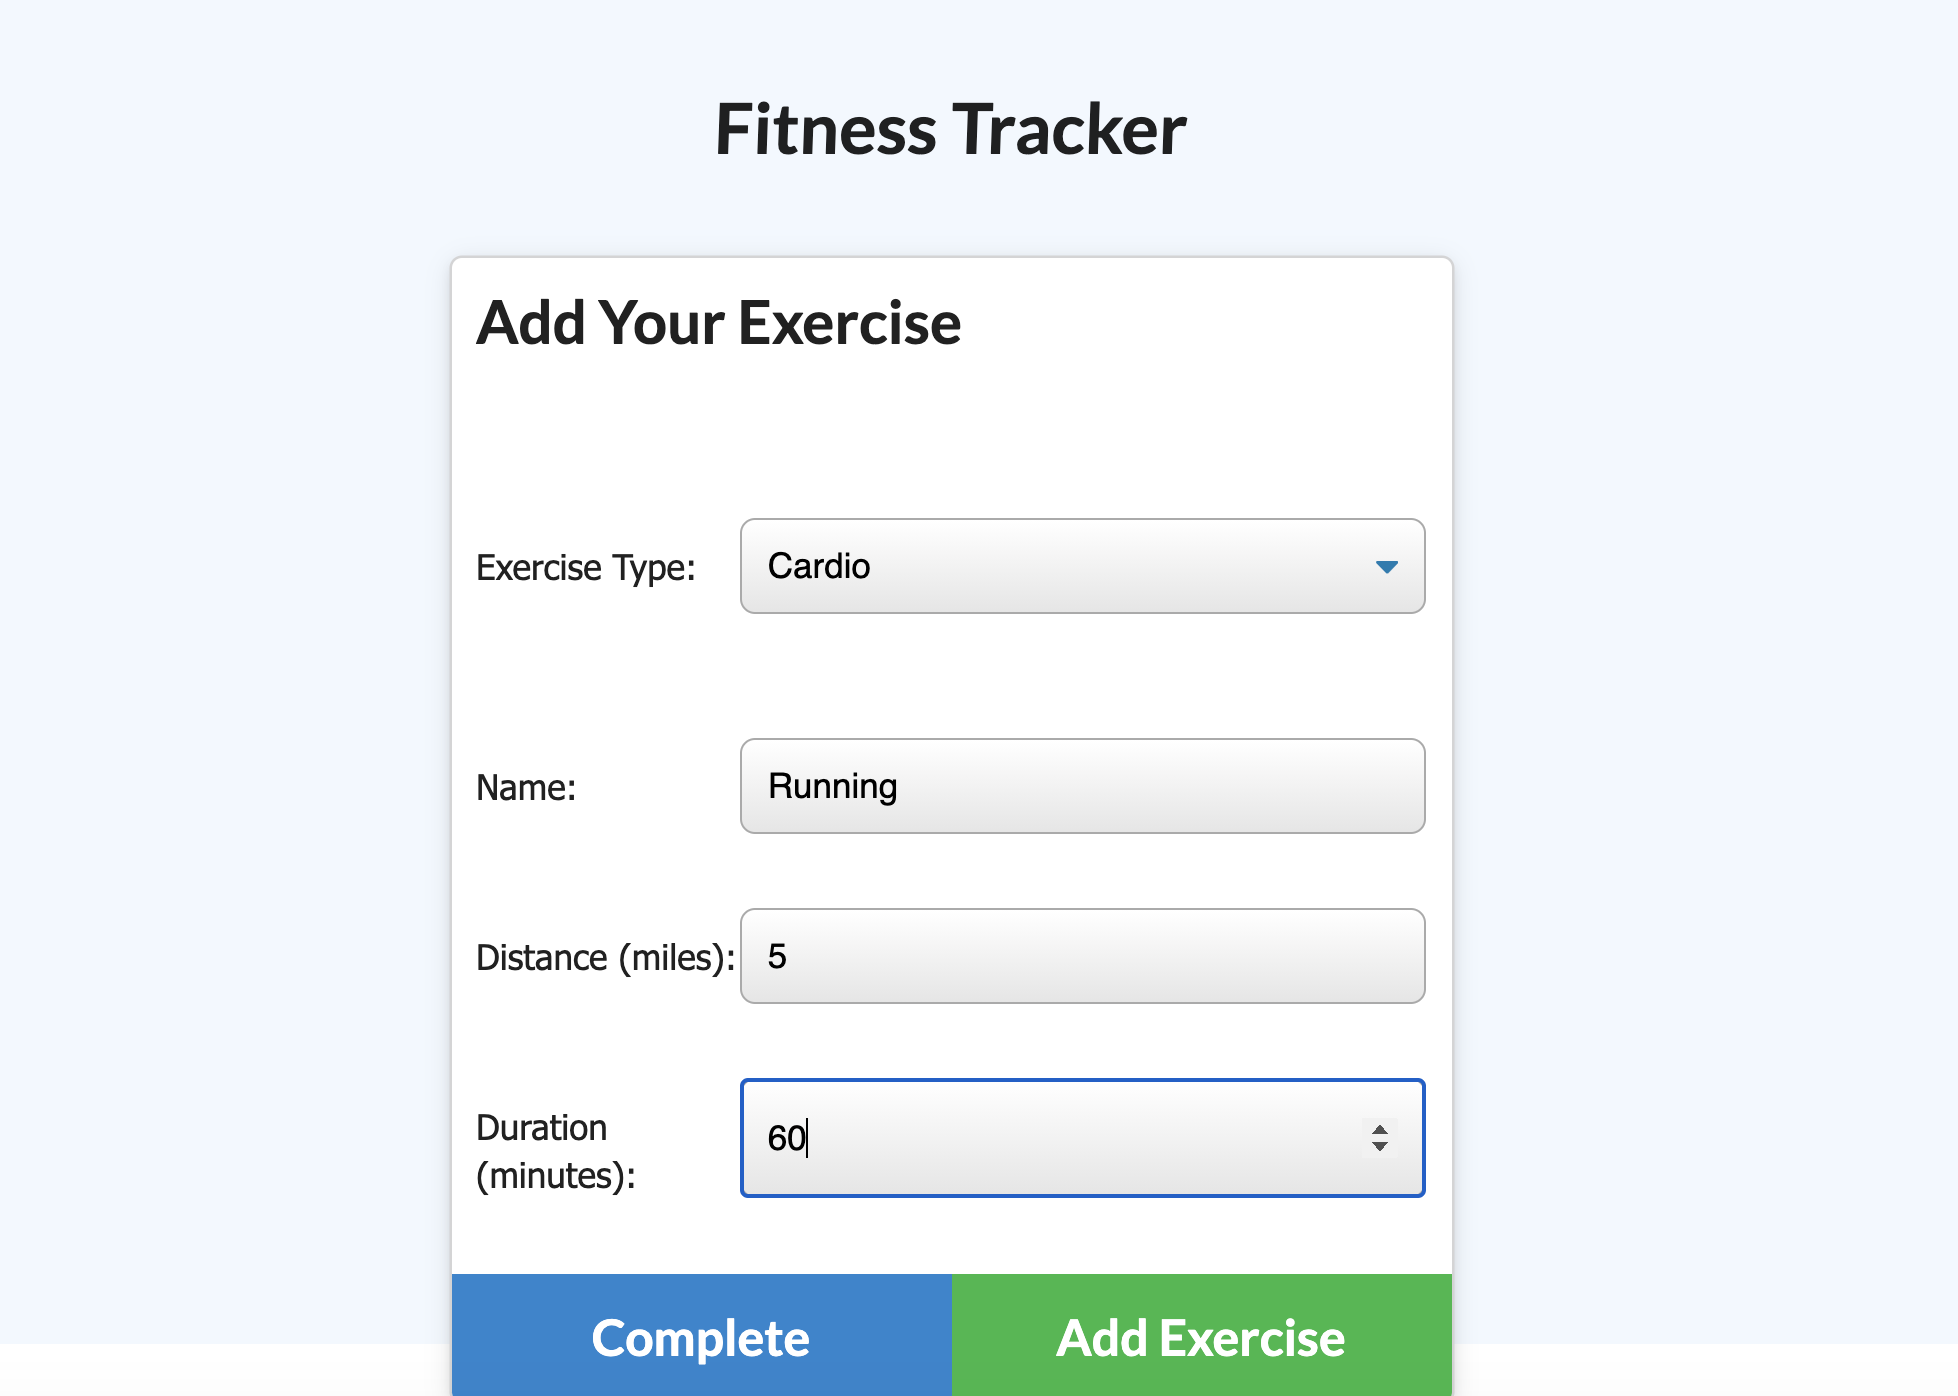 Fitness Tracker
Add Your Exercise
Exercise Type:
Cardio
Name:
Running
Distance (miles):
5
Duration
(minutes):
60
Complete
Add Exercise